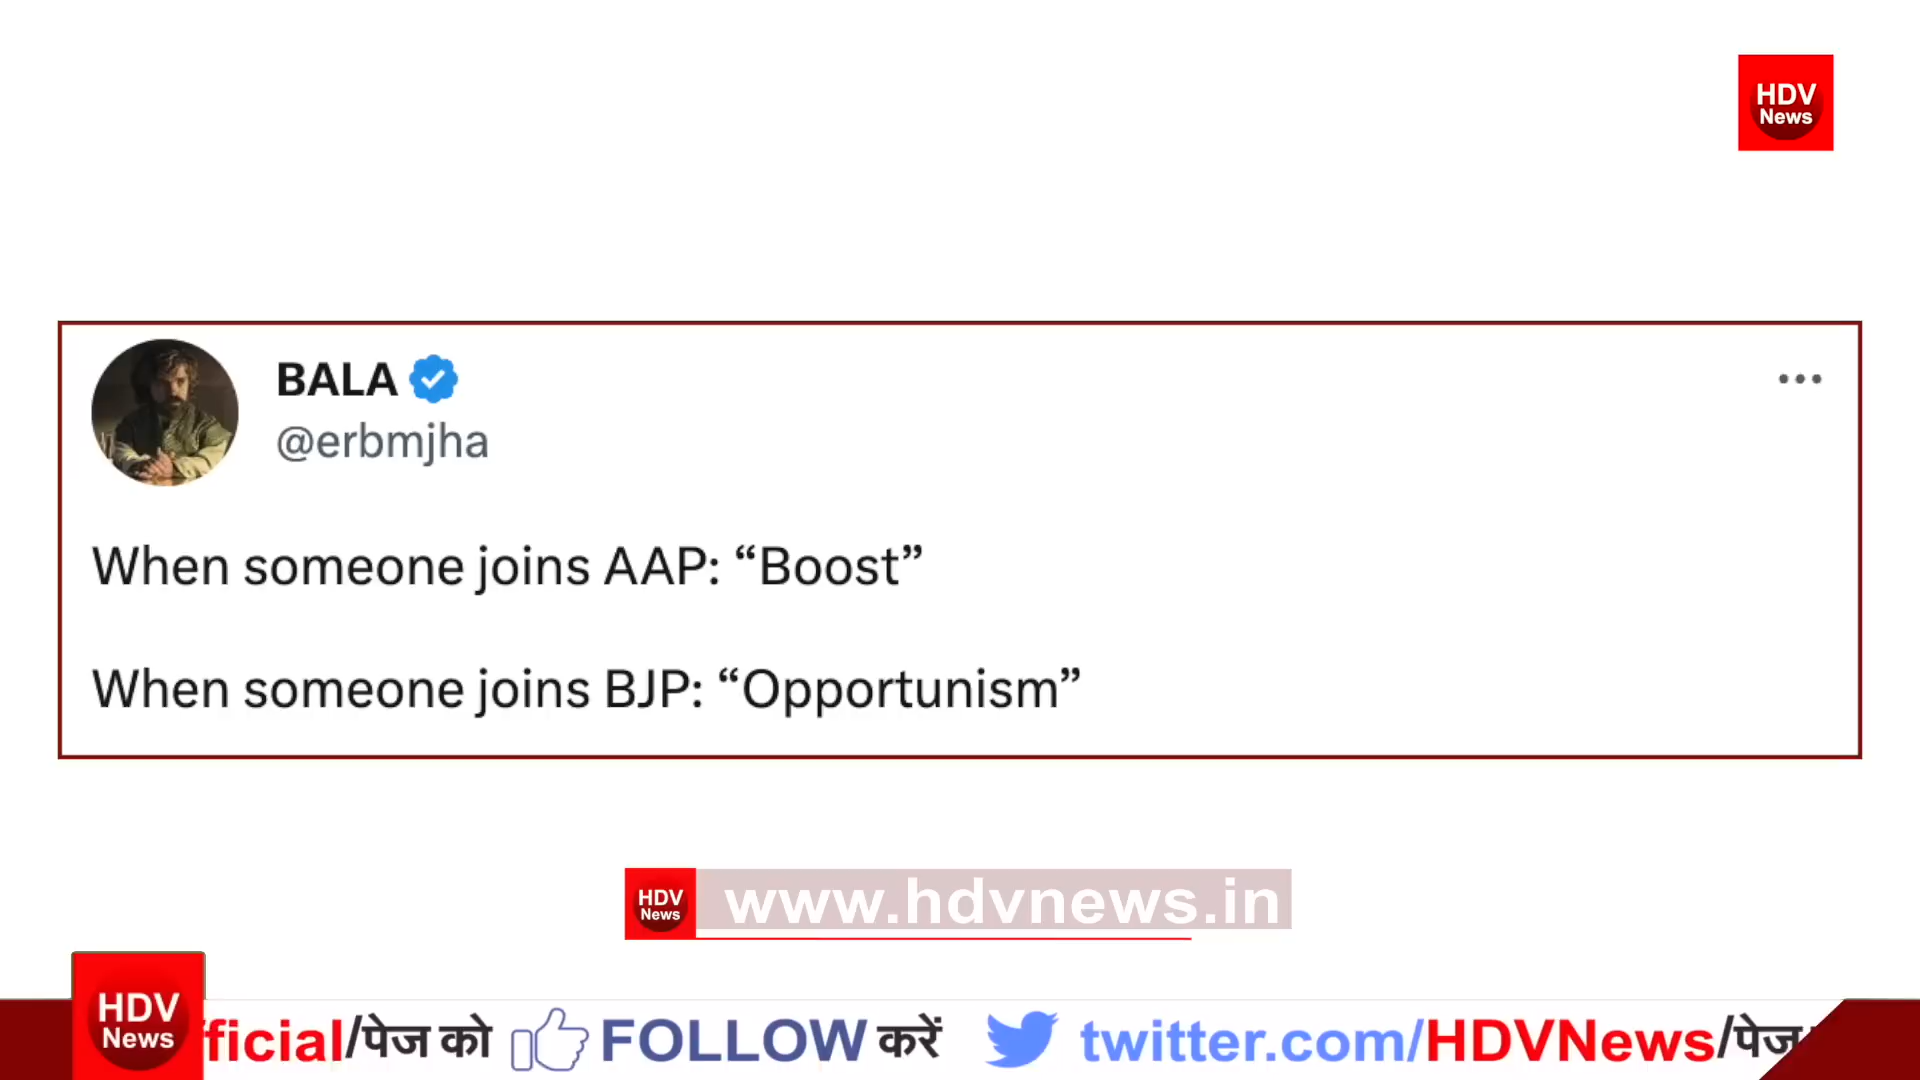 HDV
News
BALA
@erbmjha
When someone joins AAP: “Boost”
When someone joins BJP: “Opportunism”
HDV
News
www.hdvnews.in
HDV
News
fficial/पेज को FOLLOW करें twitter.com/HDVNews/पेज